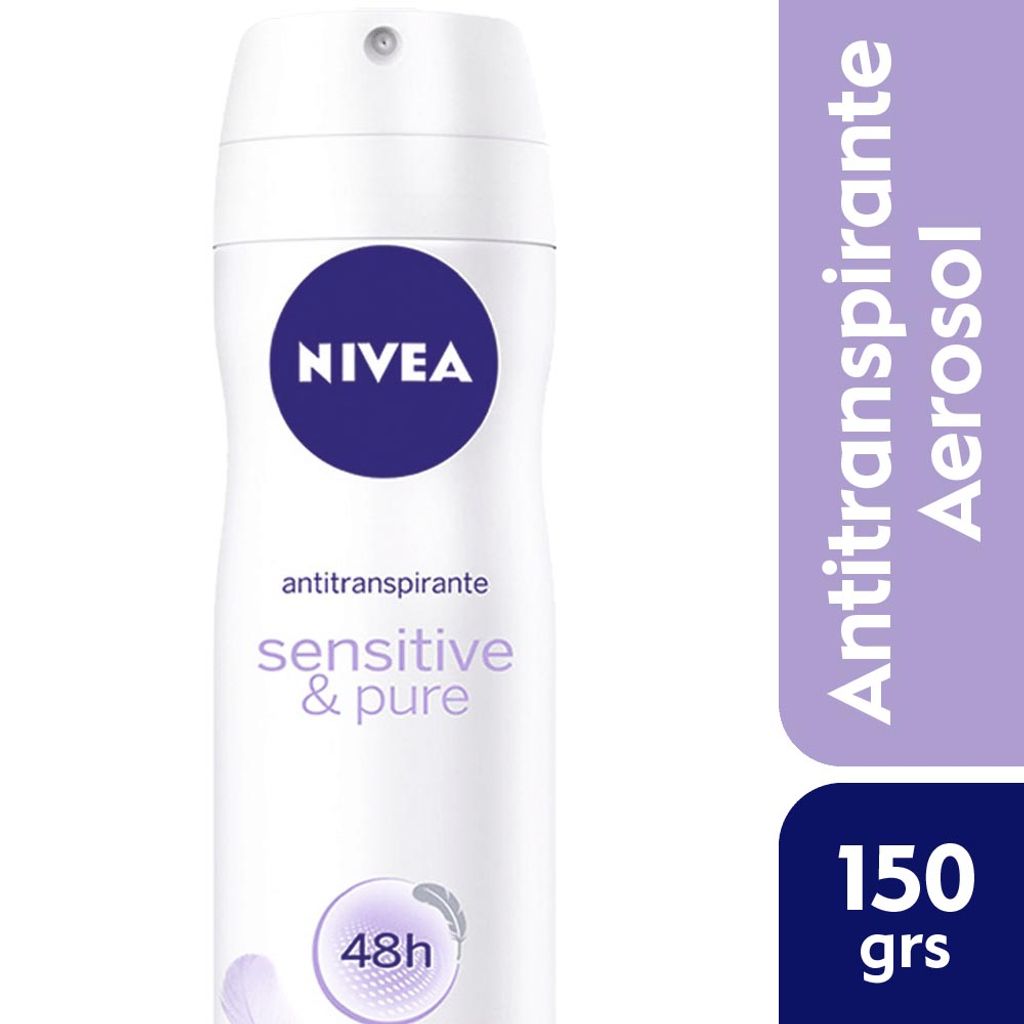 NIVEA
antitranspirante
sensitive
& pure
48h
Antitranspirante
Aerosol
150
grs